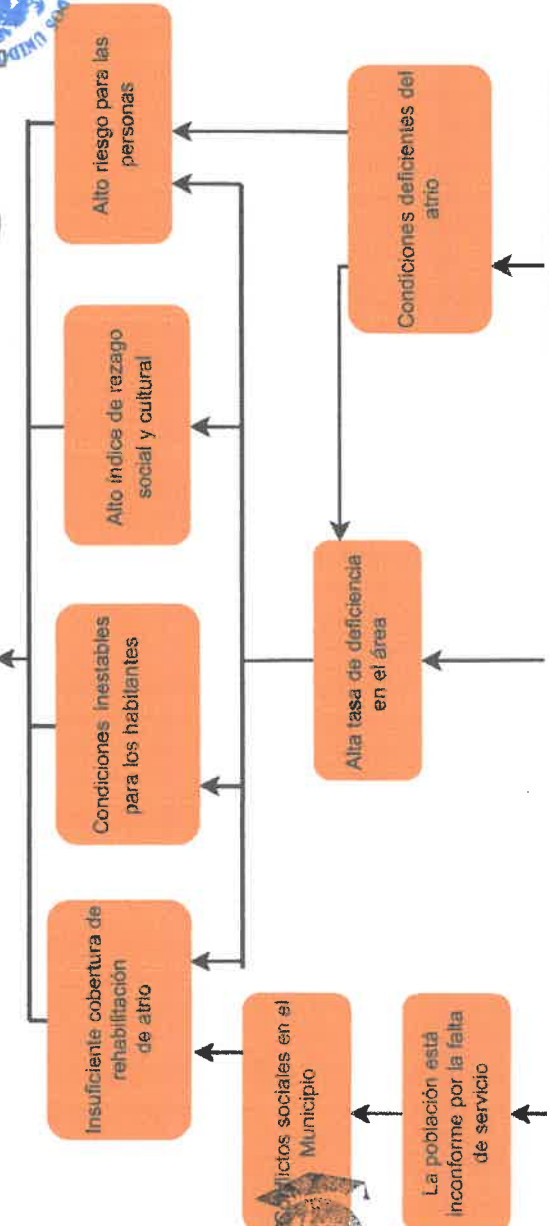 Insuficiente cobertura de
rehabilitación
de atrio
Condiciones inestables
para los habitantes
Alto índice de rezago
social y cultural
Alto riesgo para las
personas
sociales en el
Municipio
Alta tasa de deficiencia
en el área
Condiciones deficientes del
atrio
La población está
inconforme por la falta
de servicio